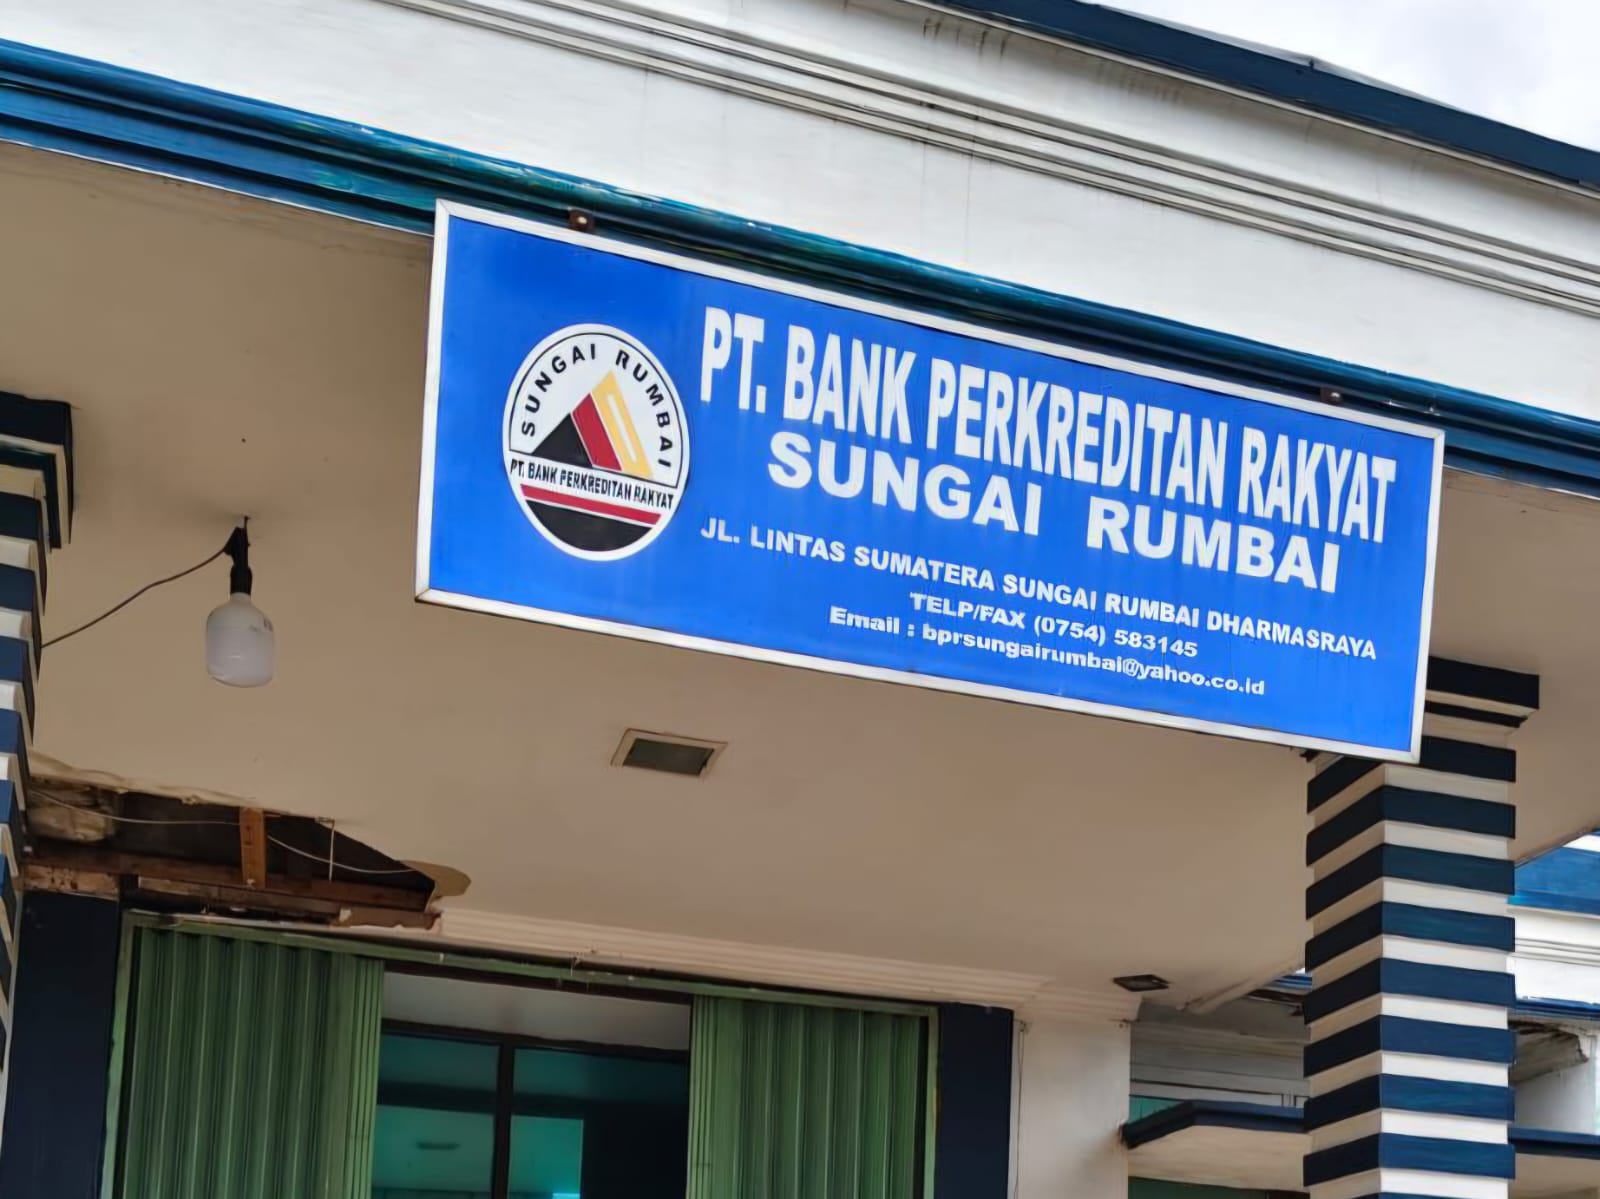 SUNGAI RUMBAI
PT. BANK PERKREDITAN RAKYAT
PT. BANK PERKREDITAN RAKYAT
SUNGAI RUMBAI
JL. LINTAS SUMATERA SUNGAI RUMBAI DHARMASRAYA
TELP/FAX (0754) 583145
Email : bprsungairumbai@yahoo.co.id